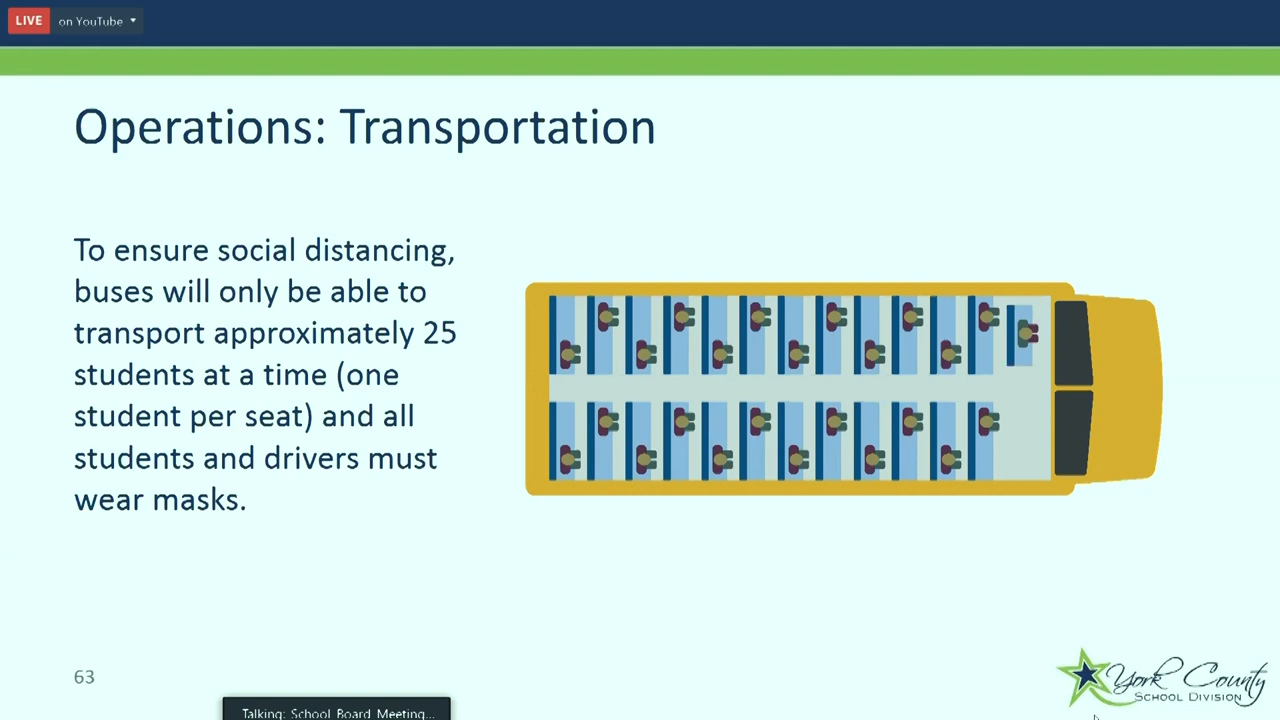 LIVE on YouTube
Operations: Transportation
To ensure social distancing,
buses will only be able to
transport approximately 25
students at a time (one
student per seat) and all
students and drivers must
wear masks.
63
York County
SCHOOL DIVISION
Talking: School Board Meeting...